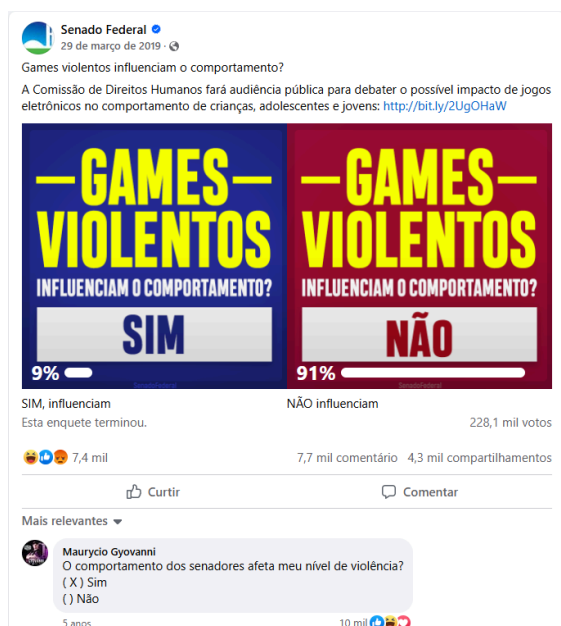 Senado Federal
29 de março de 2019 ·
Games violentos influenciam o comportamento?
A Comissão de Direitos Humanos fará audiência pública para debater o possível impacto de jogos
eletrônicos no comportamento de crianças, adolescentes e jovens: http://bit.ly/2UgOHaW
GAMES
VIOLENTOS
INFLUENCIAM O COMPORTAMENTO?
SIM
9%
SenadoFederal
GAMES
VIOLENTOS
INFLUENCIAM O COMPORTAMENTO?
NÃO
91%
SenadoFederal
SIM, influenciam
NÃO influenciam
Esta enquete terminou.
228,1 mil votos
7,4 mil
7,7 mil comentário 4,3 mil compartilhamentos
Curtir
Comentar
Mais relevantes
Maurycio Gyovanni
O comportamento dos senadores afeta meu nível de violência?
( X ) Sim
() Não
5 anos
10 mil